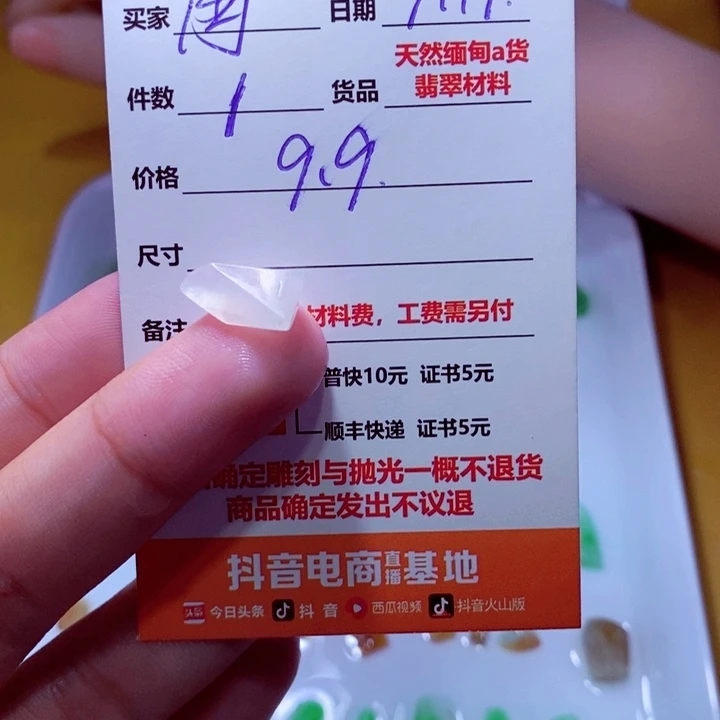 买家 周 日期
天然缅甸a货
件数 1 货品 翡翠材料
价格 9.9
尺寸
备注 材料费，工费需另付
普快10元 证书5元
顺丰快递 证书5元
确定雕刻与抛光一概不退货
商品确定发出不议退
抖音电商直播基地
头条 今日头条 抖音 西瓜视频 抖音火山版